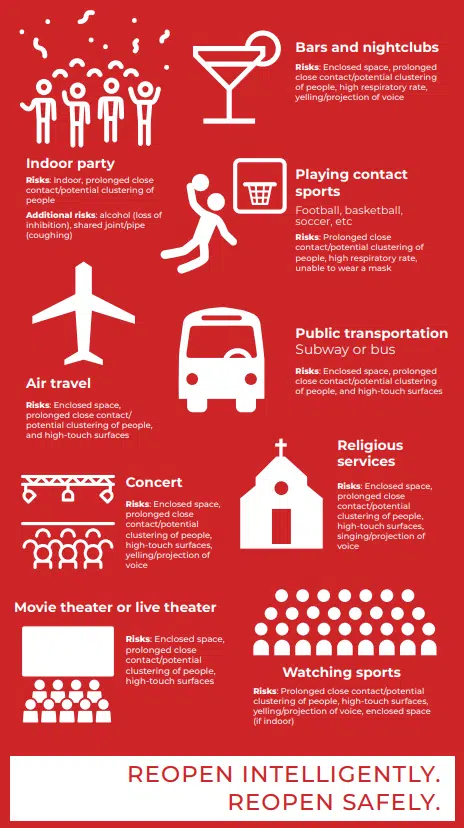 Bars and nightclubs
Risks: Enclosed space, prolonged
close contact/potential clustering
of people, high respiratory rate,
yelling/projection of voice
Indoor party
Risks: Indoor, prolonged close
contact/potential clustering of
people
Additional risks: alcohol (loss of
inhibition), shared joint/pipe
(coughing)
Playing contact
sports
Football, basketball,
soccer, etc
Risks: Prolonged close
contact/potential clustering of
people, high respiratory rate,
unable to wear a mask
Air travel
Risks: Enclosed space,
prolonged close contact/
potential clustering of people,
and high-touch surfaces
Public transportation
Subway or bus
Risks: Enclosed space, prolonged
close contact/potential clustering
of people, and high-touch surfaces
Concert
Risks: Enclosed space,
prolonged close
contact/potential
clustering of people,
high-touch surfaces,
yelling/projection of
voice
Religious
services
Risks: Enclosed space,
prolonged close
contact/potential
clustering of people,
high-touch surfaces,
singing/projection of
voice
Movie theater or live theater
Risks: Enclosed space,
prolonged close
contact/potential
clustering of people,
high-touch surfaces
Watching sports
Risks: Prolonged close contact/potential
clustering of people, high-touch surfaces,
yelling/projection of voice, enclosed space
(if indoor)
REOPEN INTELLIGENTLY.
REOPEN SAFELY.